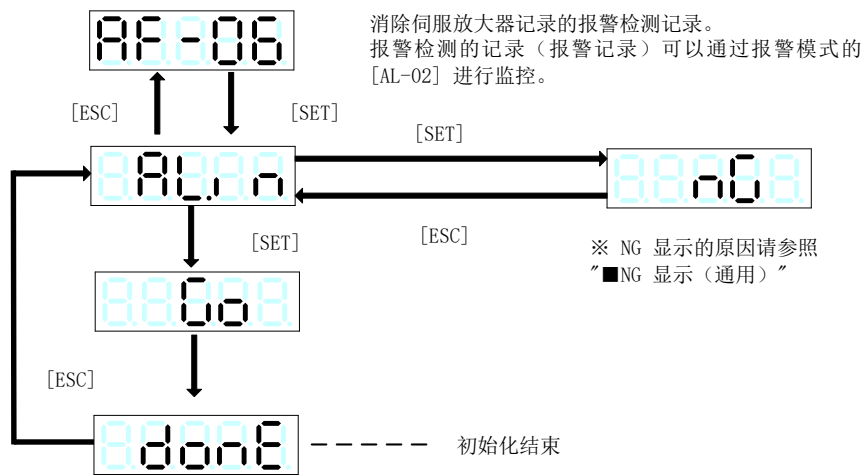 AF-06
消除伺服放大器记录的报警检测记录。
报警检测的记录（报警记录）可以通过报警模式的
[AL-02] 进行监控。
[ESC]
[SET]
[SET]
AL.in
nG
[SET]
[ESC]
※ NG 显示的原因请参照
"■NG 显示（通用）"
Go
[ESC]
donE
初始化结束